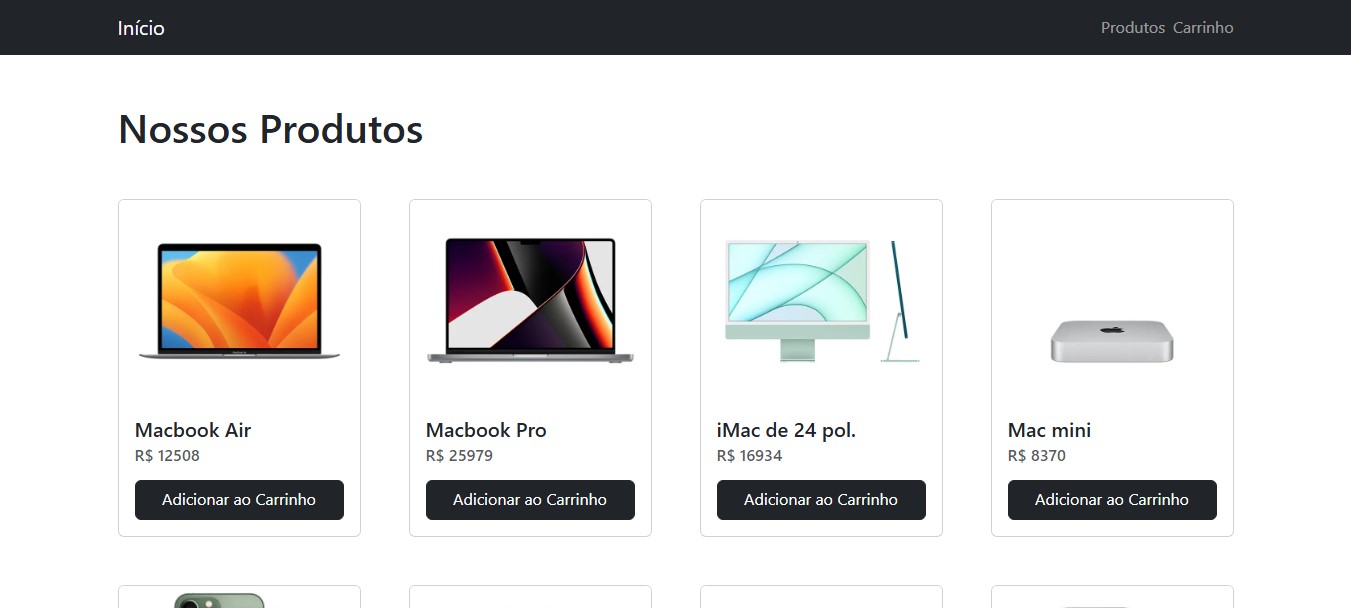 Início
Produtos Carrinho
Nossos Produtos
Macbook Air
R$ 12508
Adicionar ao Carrinho
Macbook Pro
R$ 25979
Adicionar ao Carrinho
iMac de 24 pol.
R$ 16934
Adicionar ao Carrinho
Mac mini
R$ 8370
Adicionar ao Carrinho